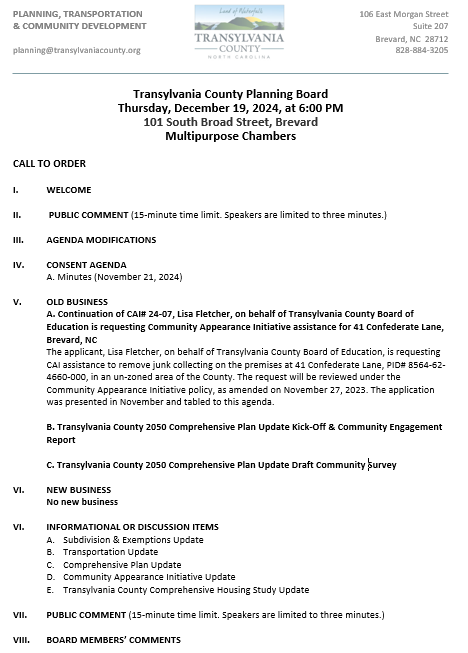 PLANNING, TRANSPORTATION
& COMMUNITY DEVELOPMENT
planning@transylvaniacounty.org
Land of Waterfalls
TRANSYLVANIA
COUNTY
NORTH CAROLINA
106 East Morgan Street
Suite 207
Brevard, NC 28712
828-884-3205
Transylvania County Planning Board
Thursday, December 19, 2024, at 6:00 PM
101 South Broad Street, Brevard
Multipurpose Chambers
CALL TO ORDER
I. WELCOME
II. PUBLIC COMMENT (15-minute time limit. Speakers are limited to three minutes.)
III. AGENDA MODIFICATIONS
IV. CONSENT AGENDA
A. Minutes (November 21, 2024)
V. OLD BUSINESS
A. Continuation of CAI# 24-07, Lisa Fletcher, on behalf of Transylvania County Board of
Education is requesting Community Appearance Initiative assistance for 41 Confederate Lane,
Brevard, NC
The applicant, Lisa Fletcher, on behalf of Transylvania County Board of Education, is requesting
CAI assistance to remove junk collecting on the premises at 41 Confederate Lane, PID# 8564-62-
4660-000, in an un-zoned area of the County. The request will be reviewed under the
Community Appearance Initiative policy, as amended on November 27, 2023. The application
was presented in November and tabled to this agenda.
B. Transylvania County 2050 Comprehensive Plan Update Kick-Off & Community Engagement
Report
C. Transylvania County 2050 Comprehensive Plan Update Draft Community Survey
VI. NEW BUSINESS
No new business
VI. INFORMATIONAL OR DISCUSSION ITEMS
A. Subdivision & Exemptions Update
B. Transportation Update
C. Comprehensive Plan Update
D. Community Appearance Initiative Update
E. Transylvania County Comprehensive Housing Study Update
VII. PUBLIC COMMENT (15-minute time limit. Speakers are limited to three minutes.)
VIII. BOARD MEMBERS' COMMENTS